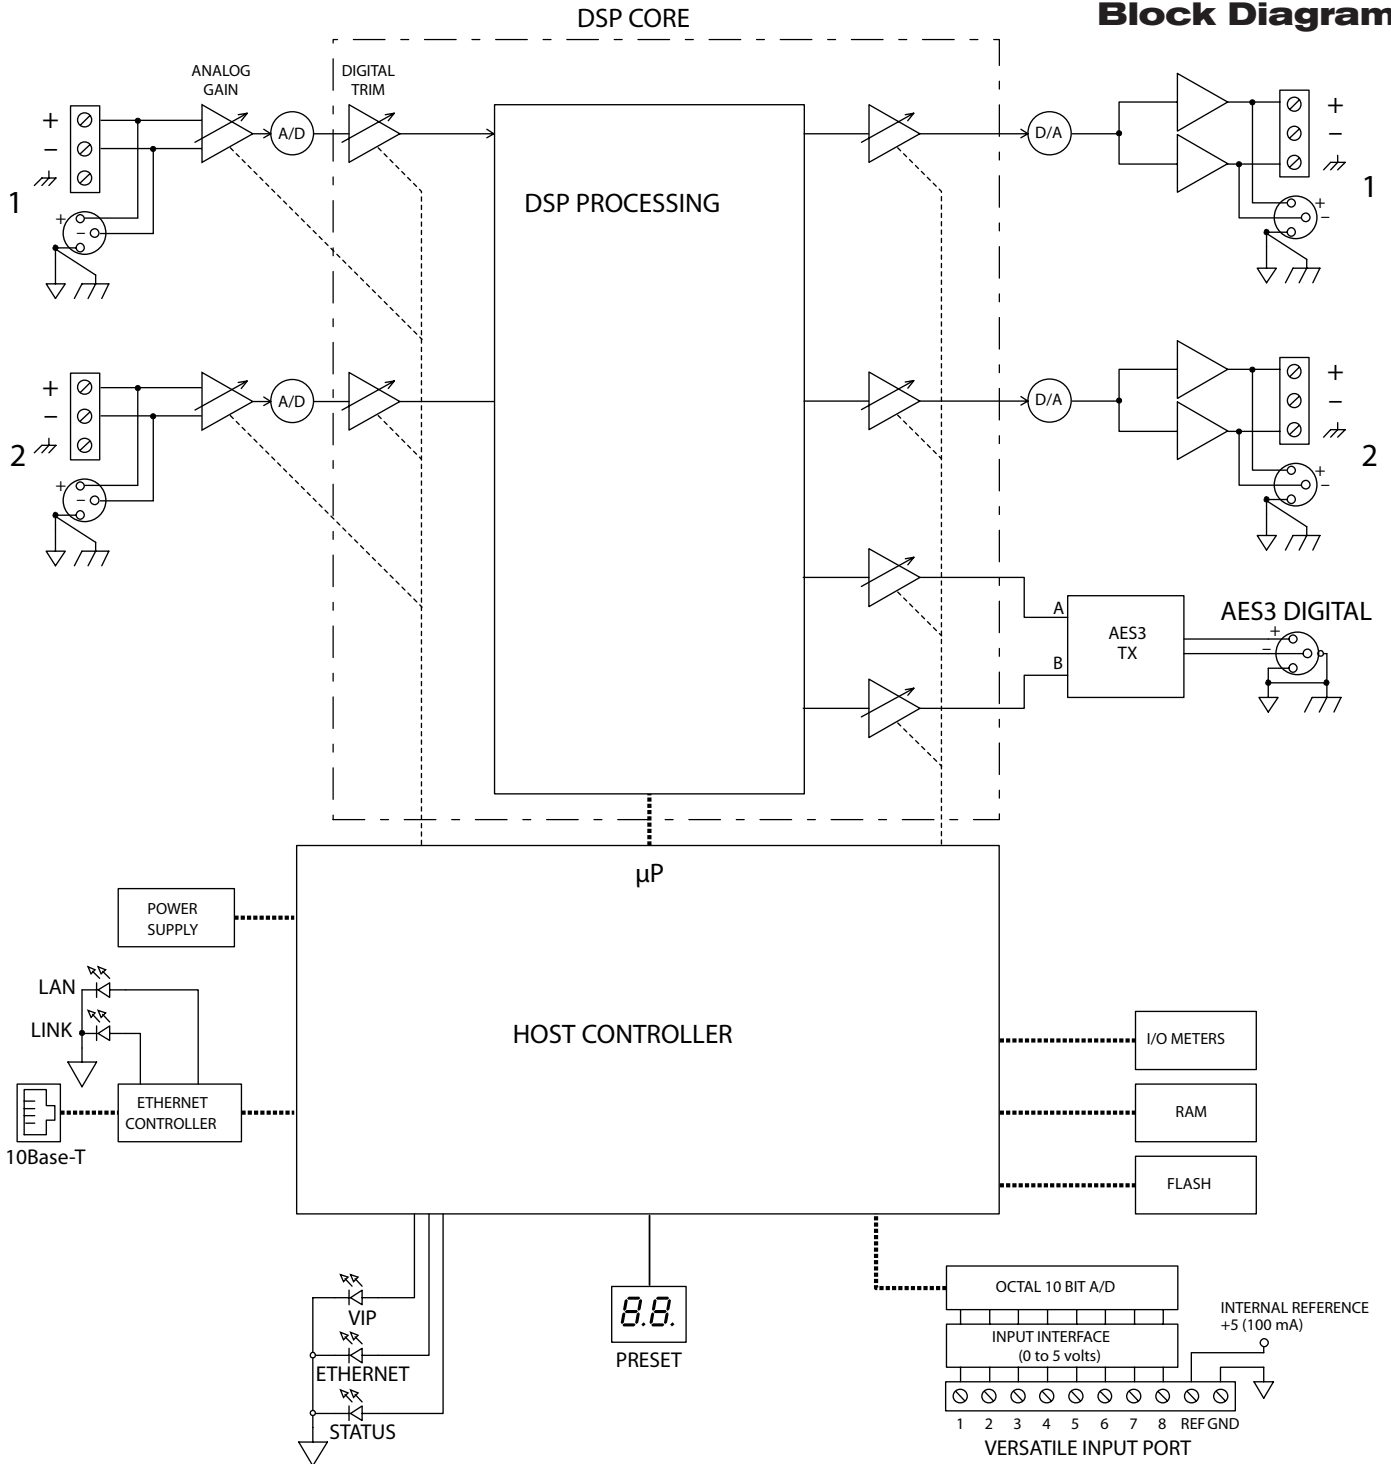 Block Diagram
DSP CORE
ANALOG
GAIN
DIGITAL
TRIM
+
−
1
+
−
A/D
DSP PROCESSING
D/A
+
−
1
+
−
+
−
2
+
−
A/D
D/A
+
−
2
+
−
A
B
AES3
TX
AES3 DIGITAL
+
−
µP
POWER
SUPPLY
LAN
LINK
HOST CONTROLLER
I/O METERS
ETHERNET
CONTROLLER
RAM
10Base-T
FLASH
VIP
ETHERNET
STATUS
8.8.
PRESET
OCTAL 10 BIT A/D
INPUT INTERFACE
(0 to 5 volts)
INTERNAL REFERENCE
+5 (100 mA)
1 2 3 4 5 6 7 8 REF GND
VERSATILE INPUT PORT